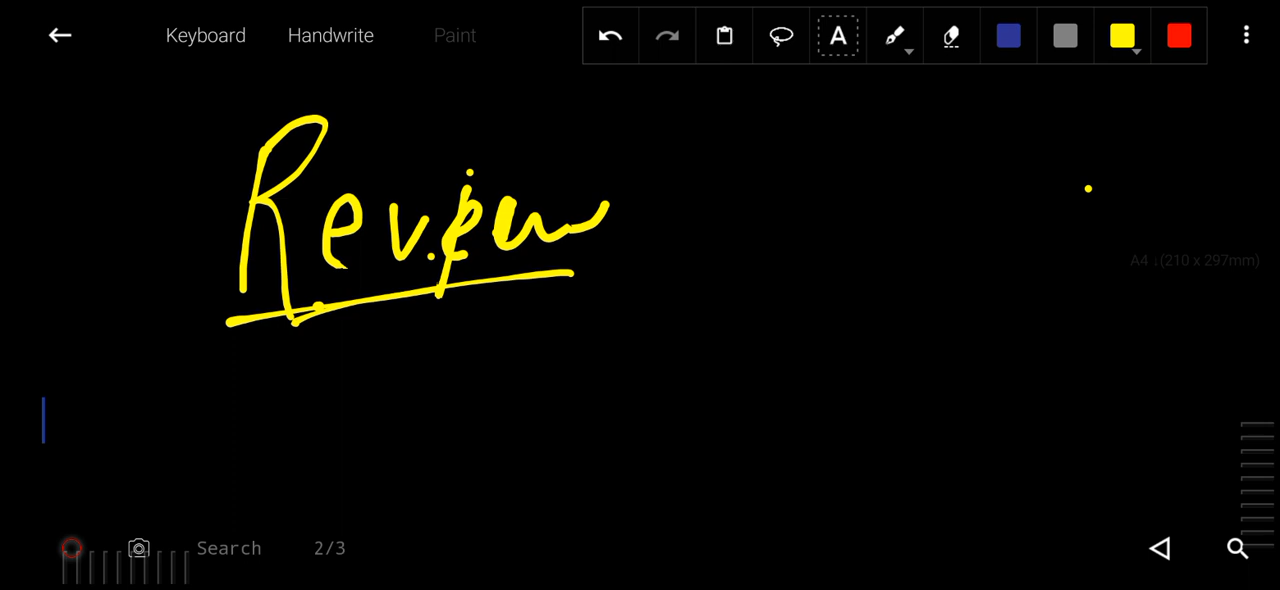 Keyboard Handwrite Paint A
Review
A4 ↓(210 x 297mm)
Search 2/3